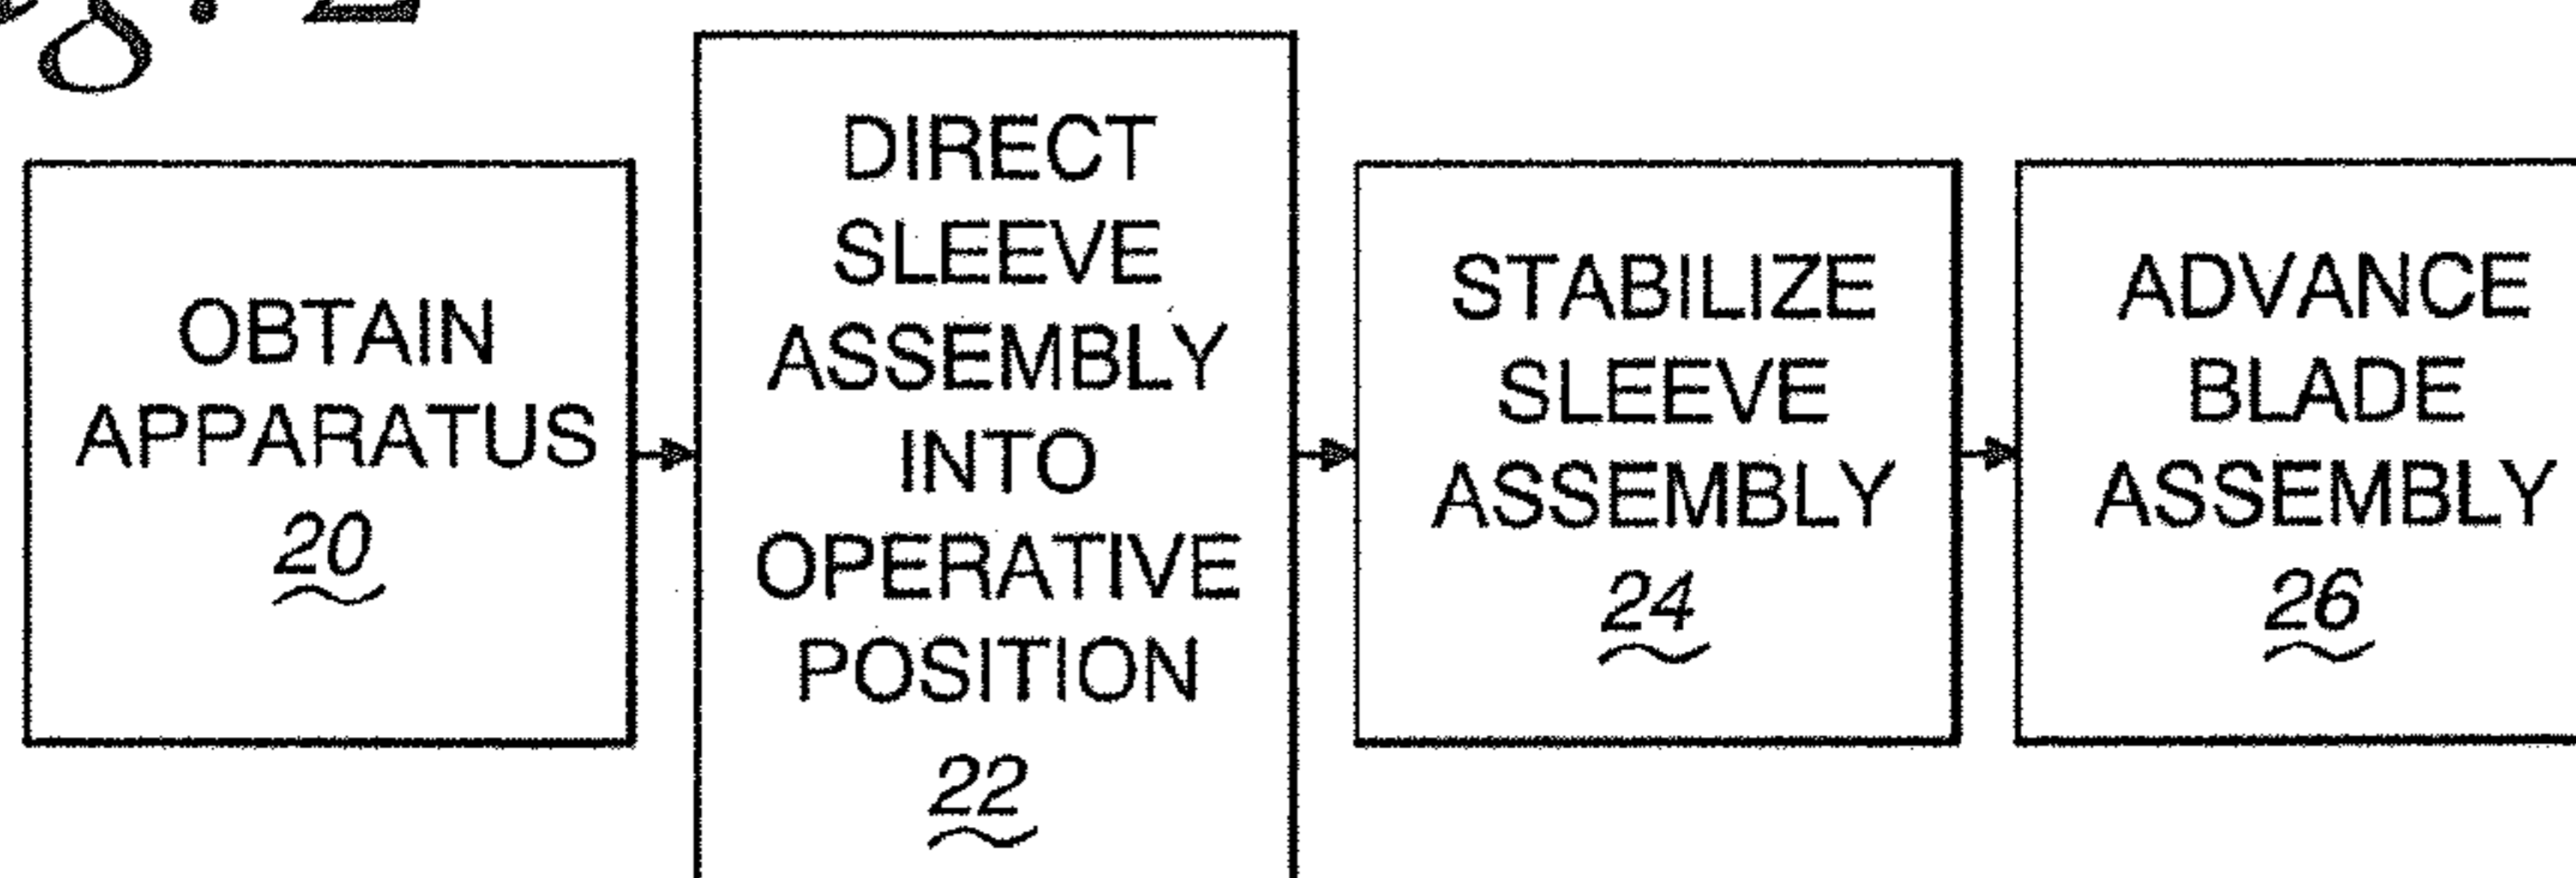 OBTAIN
APPARATUS
20
DIRECT
SLEEVE
ASSEMBLY
INTO
OPERATIVE
POSITION
22
STABILIZE
SLEEVE
ASSEMBLY
24
ADVANCE
BLADE
ASSEMBLY
26